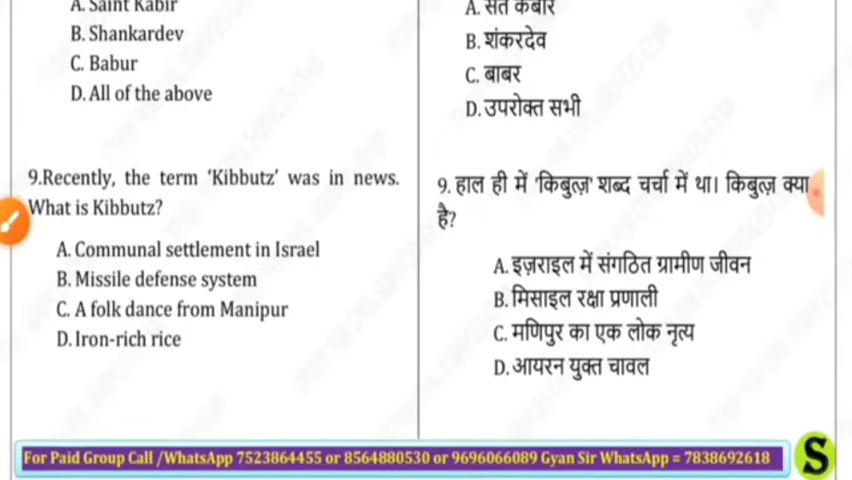 A. Saint Kabir
B. Shankardev
C. Babur
D. All of the above
9.Recently, the term ‘Kibbutz’ was in news.
What is Kibbutz?
A. Communal settlement in Israel
B. Missile defense system
C. A folk dance from Manipur
D. Iron-rich rice
A. संत कबीर
B. शंकरदेव
C. बाबर
D. उपरोक्त सभी
9. हाल ही में 'किबुत्ज़' शब्द चर्चा में था। किबुत्ज़ क्या
है?
A. इज़राइल में संगठित ग्रामीण जीवन
B. मिसाइल रक्षा प्रणाली
C. मणिपुर का एक लोक नृत्य
D. आयरन युक्त चावल
For Paid Group Call /WhatsApp 7523864455 or 8564880530 or 9696066089 Gyan Sir WhatsApp = 7838692618
S